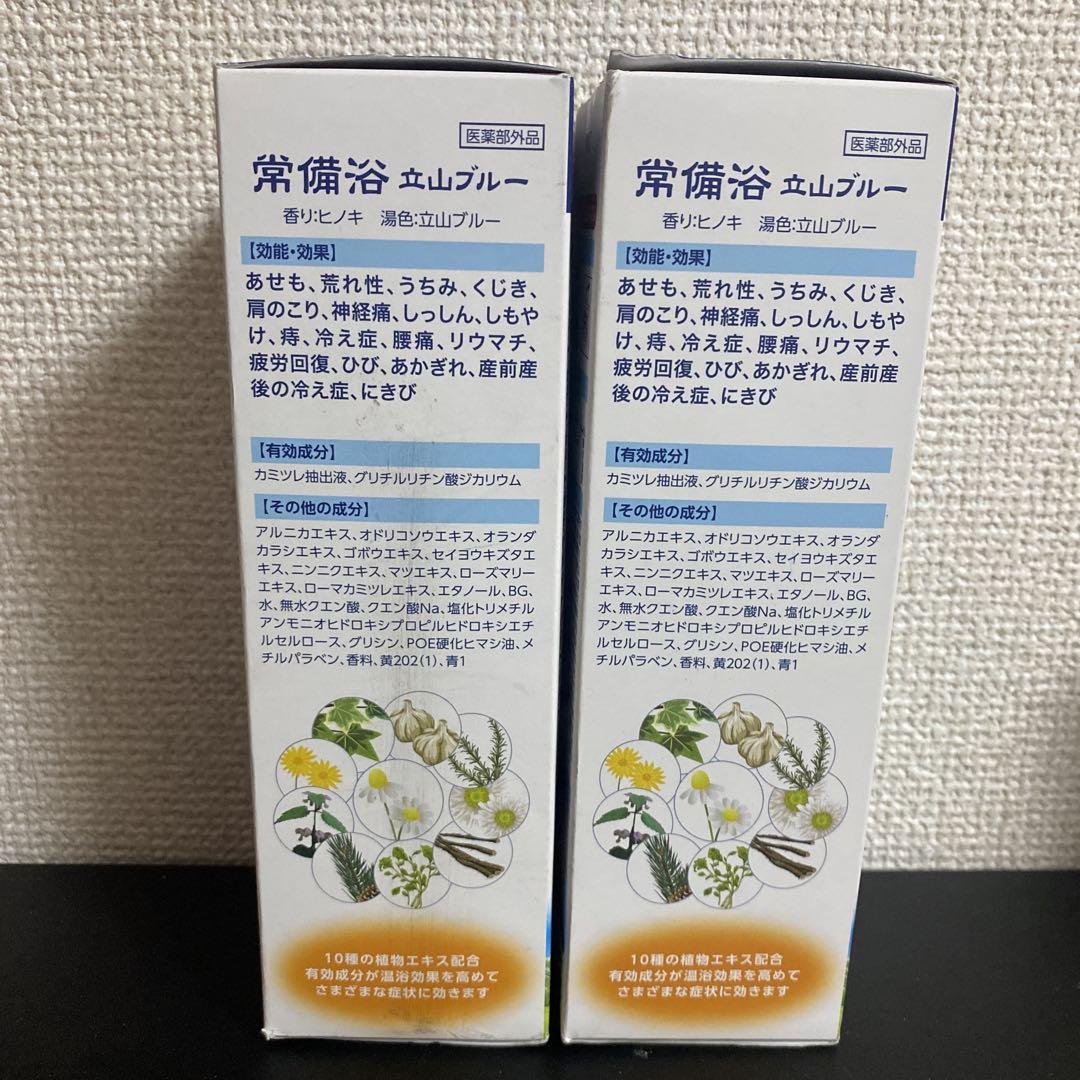 医薬部外品
常備浴 立山ブルー
香り:ヒノキ 湯色:立山ブルー
【効能・効果】
あせも、荒れ性、うちみ、くじき、
肩のこり、神経痛、しっしん、しもや
け、痔、冷え症、腰痛、リウマチ、
疲労回復、ひび、あかぎれ、産前産
後の冷え症、にきび
【有効成分】
カミツレ抽出液、グリチルリチン酸ジカリウム
【その他の成分】
アルニカエキス、オドリコソウエキス、オランダ
カラシエキス、ゴボウエキス、セイヨウキズタエ
キス、ニンニクエキス、マツエキス、ローズマリー
エキス、ローマカミツレエキス、エタノール、BG、
水、無水クエン酸、クエン酸Na、塩化トリメチル
アンモニオヒドロキシプロピルヒドロキシエチ
ルセルロース、グリシン、POE硬化ヒマシ油、メ
チルパラベン、香料、黄202(1)、青1
10種の植物エキス配合
有効成分が温浴効果を高めて
さまざまな症状に効きます
医薬部外品
常備浴 立山ブルー
香り:ヒノキ 湯色:立山ブルー
【効能・効果】
あせも、荒れ性、うちみ、くじき、
肩のこり、神経痛、しっしん、しもや
け、痔、冷え症、腰痛、リウマチ、
疲労回復、ひび、あかぎれ、産前産
後の冷え症、にきび
【有効成分】
カミツレ抽出液、グリチルリチン酸ジカリウム
【その他の成分】
アルニカエキス、オドリコソウエキス、オランダ
カラシエキス、ゴボウエキス、セイヨウキズタエ
キス、ニンニクエキス、マツエキス、ローズマリー
エキス、ローマカミツレエキス、エタノール、BG、
水、無水クエン酸、クエン酸Na、塩化トリメチル
アンモニオヒドロキシプロピルヒドロキシエチ
ルセルロース、グリシン、POE硬化ヒマシ油、メ
チルパラベン、香料、黄202(1)、青1
10種の植物エキス配合
有効成分が温浴効果を高めて
さまざまな症状に効きます